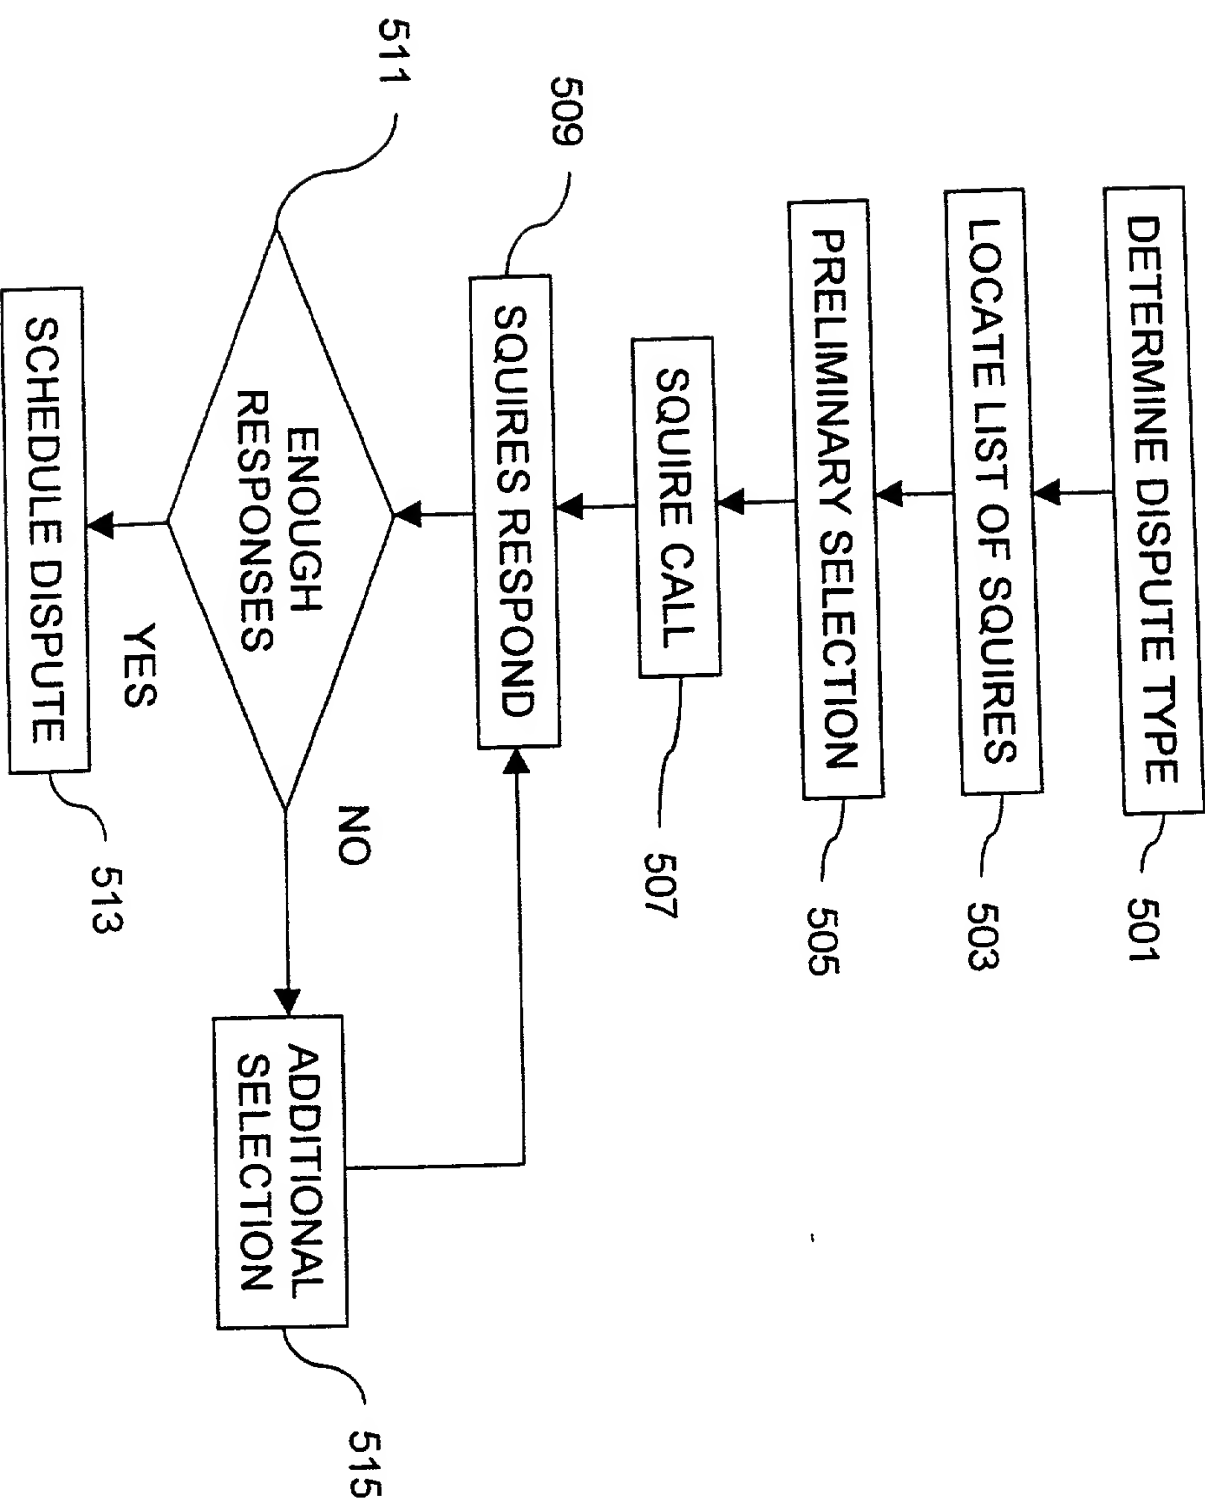 DETERMINE DISPUTE TYPE
501
LOCATE LIST OF SQUIRES
503
PRELIMINARY SELECTION
505
SQUIRE CALL
507
509
SQUIRES RESPOND
511
ENOUGH
RESPONSES
NO
ADDITIONAL
SELECTION
515
YES
SCHEDULE DISPUTE
513